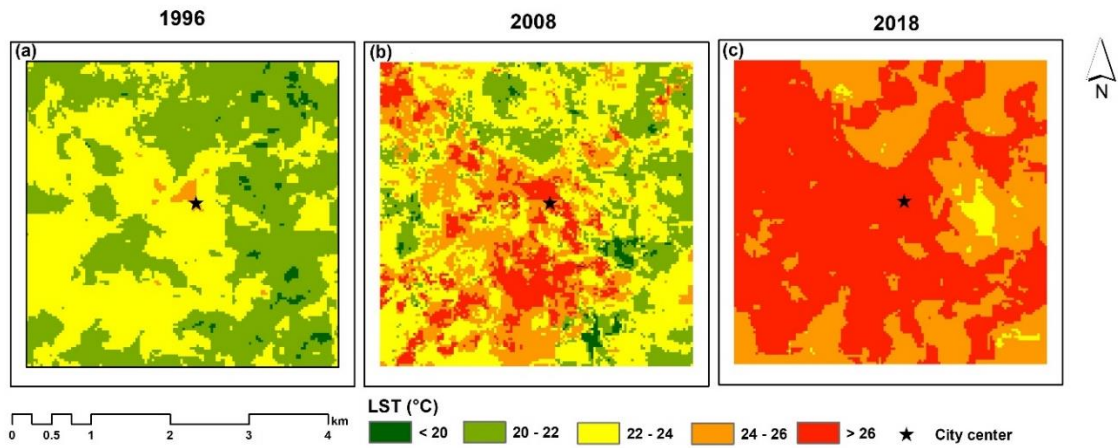 1996 2008 2018
(a) (b) (c)
N
km
0 0.5 1 2 3 4
LST (°C)
< 20 20 - 22 22 - 24 24 - 26 > 26 City center